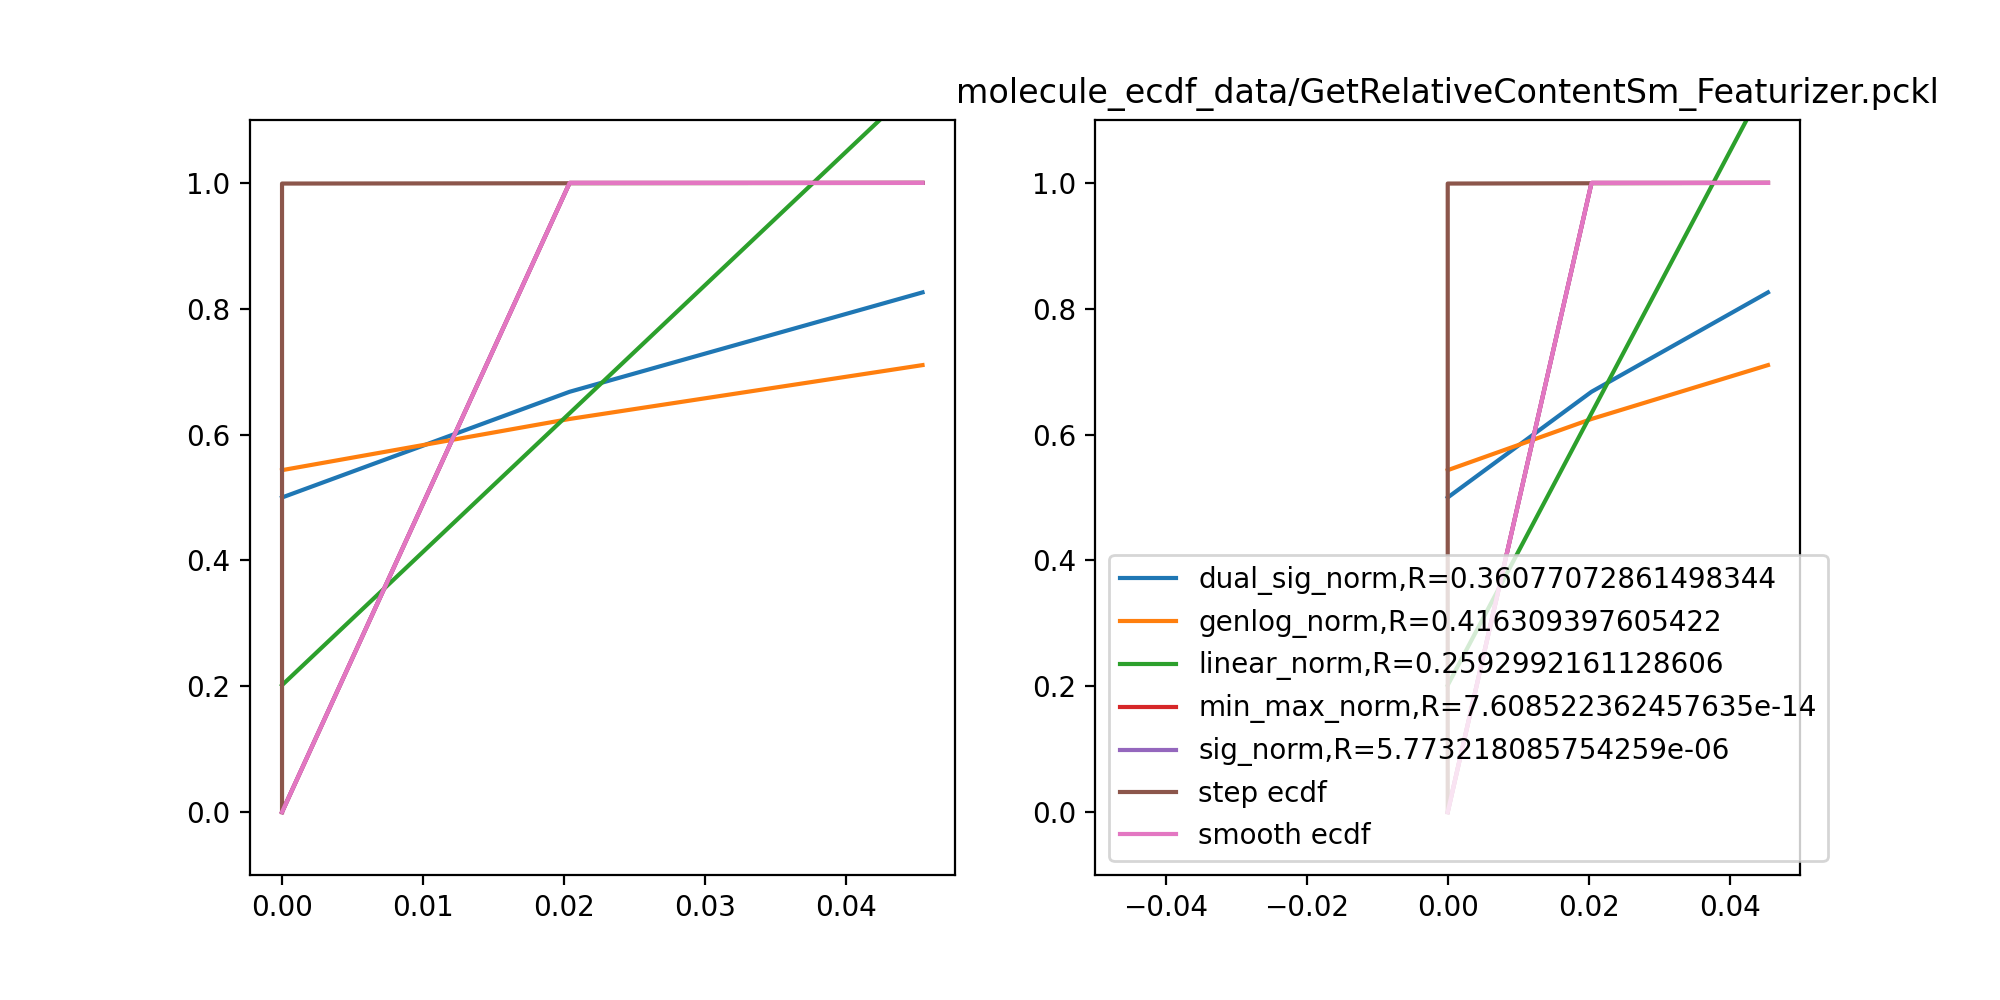 molecule_ecdf_data/GetRelativeContentSm_Featurizer.pckl
1.0
0.8
0.6
0.4
0.2
0.0
0.00 0.01 0.02 0.03 0.04
1.0
0.8
0.6
0.4
0.2
0.0
−0.04 −0.02 0.00 0.02 0.04
dual_sig_norm,R=0.36077072861498344
genlog_norm,R=0.416309397605422
linear_norm,R=0.2592992161128606
min_max_norm,R=7.608522362457635e-14
sig_norm,R=5.773218085754259e-06
step ecdf
smooth ecdf